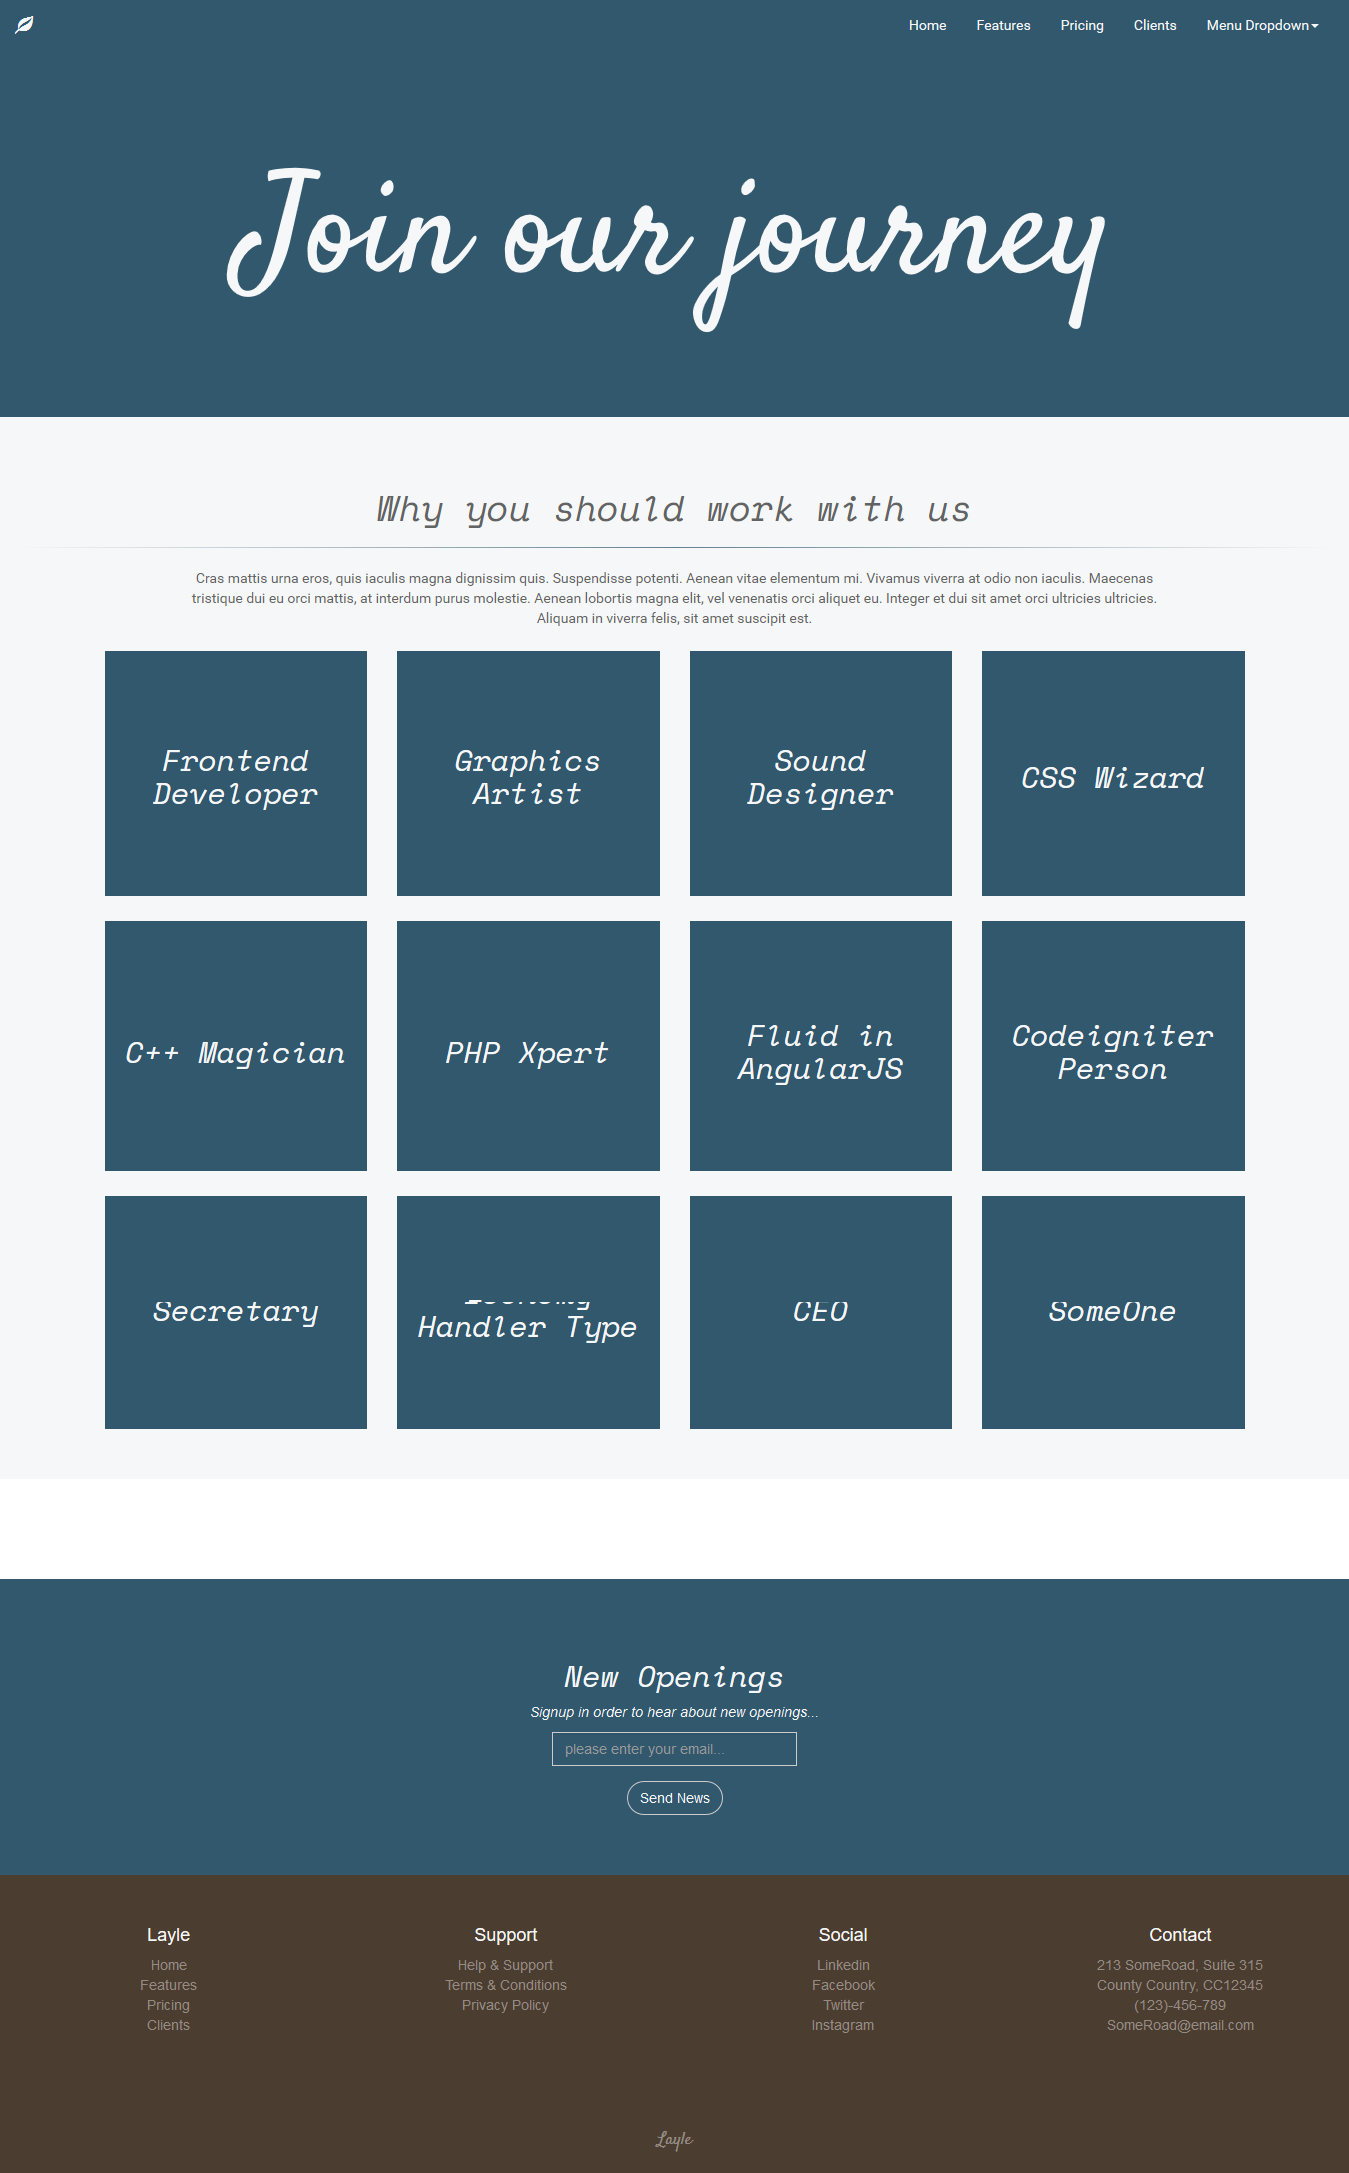 Home Features Pricing Clients Menu Dropdown
Join our journey
Why you should work with us
Cras mattis urna eros, quis iaculis magna dignissim quis. Suspendisse potenti. Aenean vitae elementum mi. Vivamus viverra at odio non iaculis. Maecenas
tristique dui eu orci mattis, at interdum purus molestie. Aenean lobortis magna elit, vel venenatis orci aliquet eu. Integer et dui sit amet orci ultricies ultricies.
Aliquam in viverra felis, sit amet suscipit est.
Frontend
Developer
Graphics
Artist
Sound
Designer
CSS Wizard
C++ Magician
PHP Xpert
Fluid in
AngularJS
Codeigniter
Person
Secretary
Handler Type
CEO
SomeOne
New Openings
Signup in order to hear about new openings...
please enter your email...
Send News
Layle
Home
Features
Pricing
Clients
Support
Help & Support
Terms & Conditions
Privacy Policy
Social
Linkedin
Facebook
Twitter
Instagram
Contact
213 SomeRoad, Suite 315
County Country, CC12345
(123)-456-789
SomeRoad@email.com
Layle